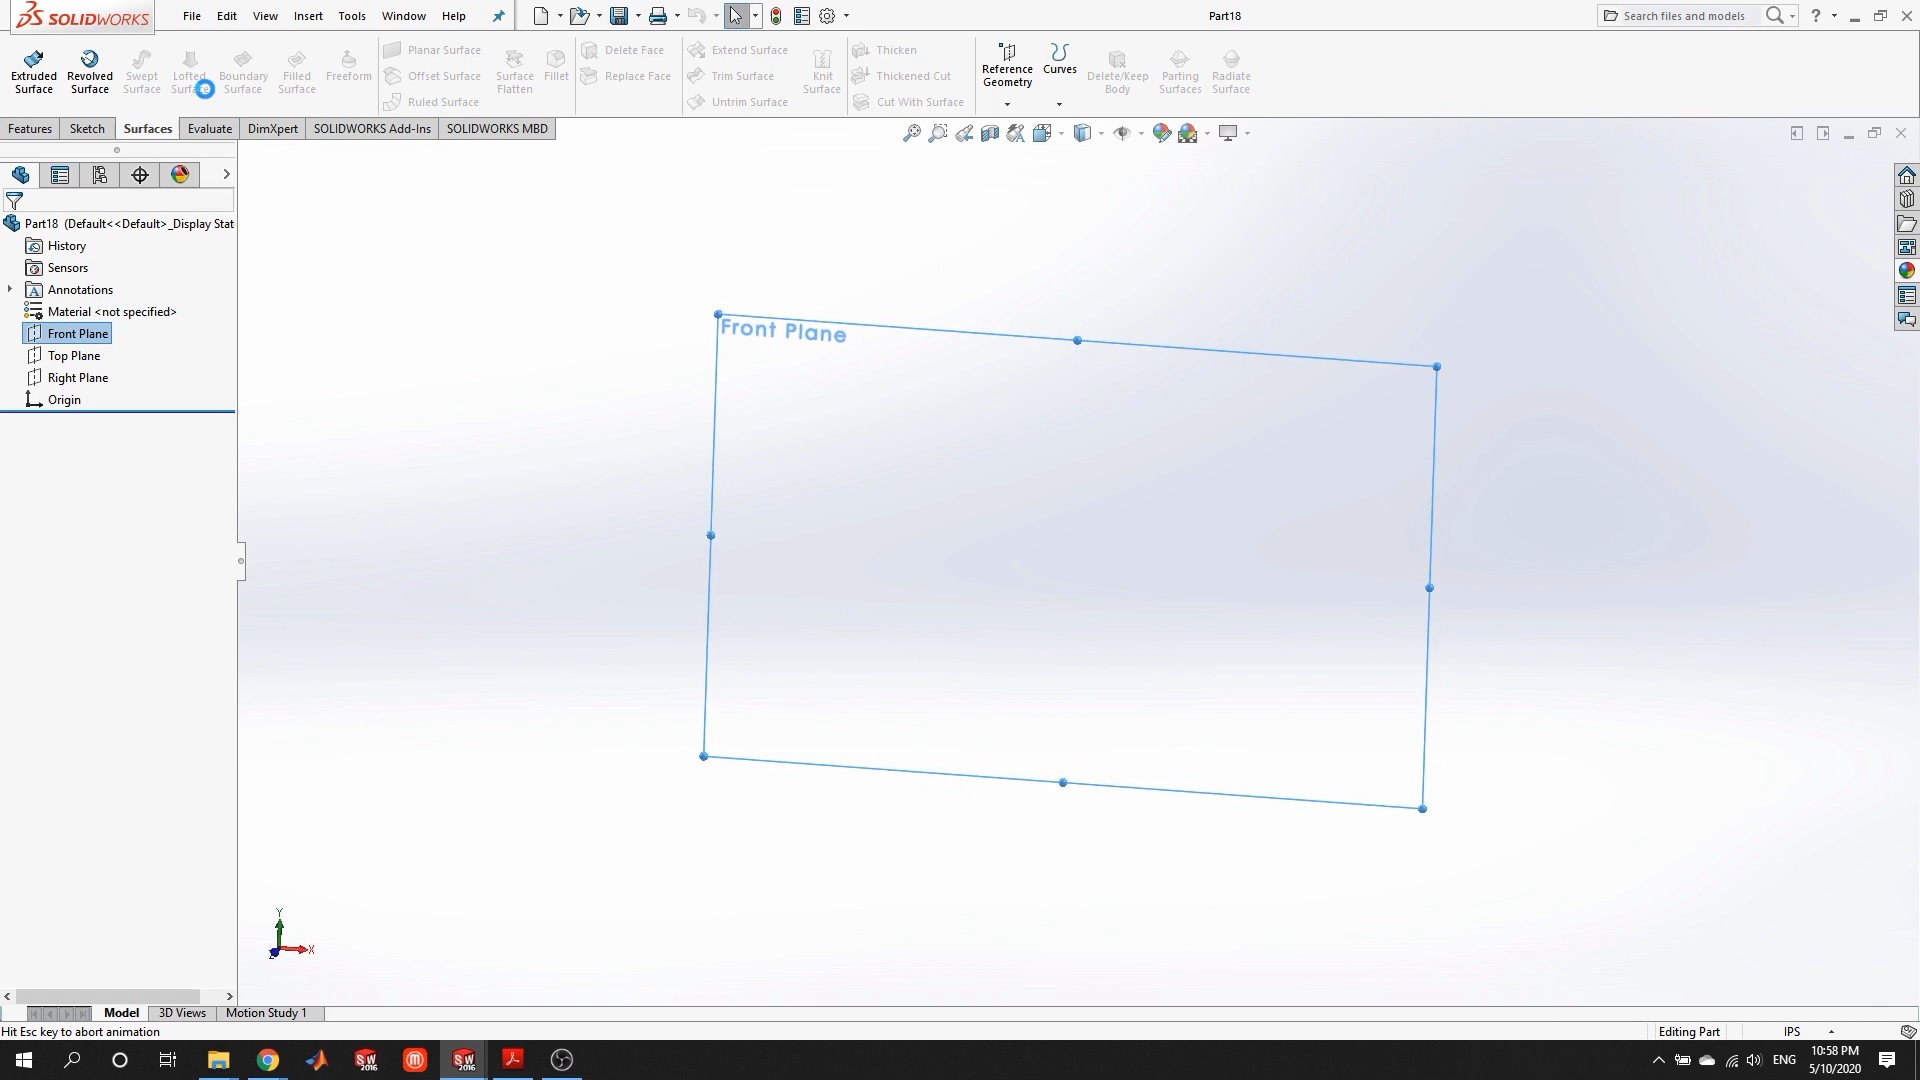 SOLIDWORKS File Edit View Insert Tools Window Help Part18 Search files and models ?
Extruded Surface
Revolved Surface
Swept Surface
Lofted Surface
Boundary Surface
Filled Surface
Freeform
Planar Surface
Offset Surface
Ruled Surface
Surface Flatten
Fillet
Delete Face
Replace Face
Extend Surface
Trim Surface
Untrim Surface
Knit Surface
Thicken
Thickened Cut
Cut With Surface
Reference Geometry
Curves
Delete/Keep Body
Parting Surfaces
Radiate Surface
Features Sketch Surfaces Evaluate DimXpert SOLIDWORKS Add-Ins SOLIDWORKS MBD
Part18 (Default<<Default>_Display Stat
History
Sensors
Annotations
Material <not specified>
Front Plane
Top Plane
Right Plane
Origin
Front Plane
Y
X
Z
Model 3D Views Motion Study 1
Hit Esc key to abort animation Editing Part IPS
SW 2016 SW 2016 ENG 10:58 PM
5/10/2020